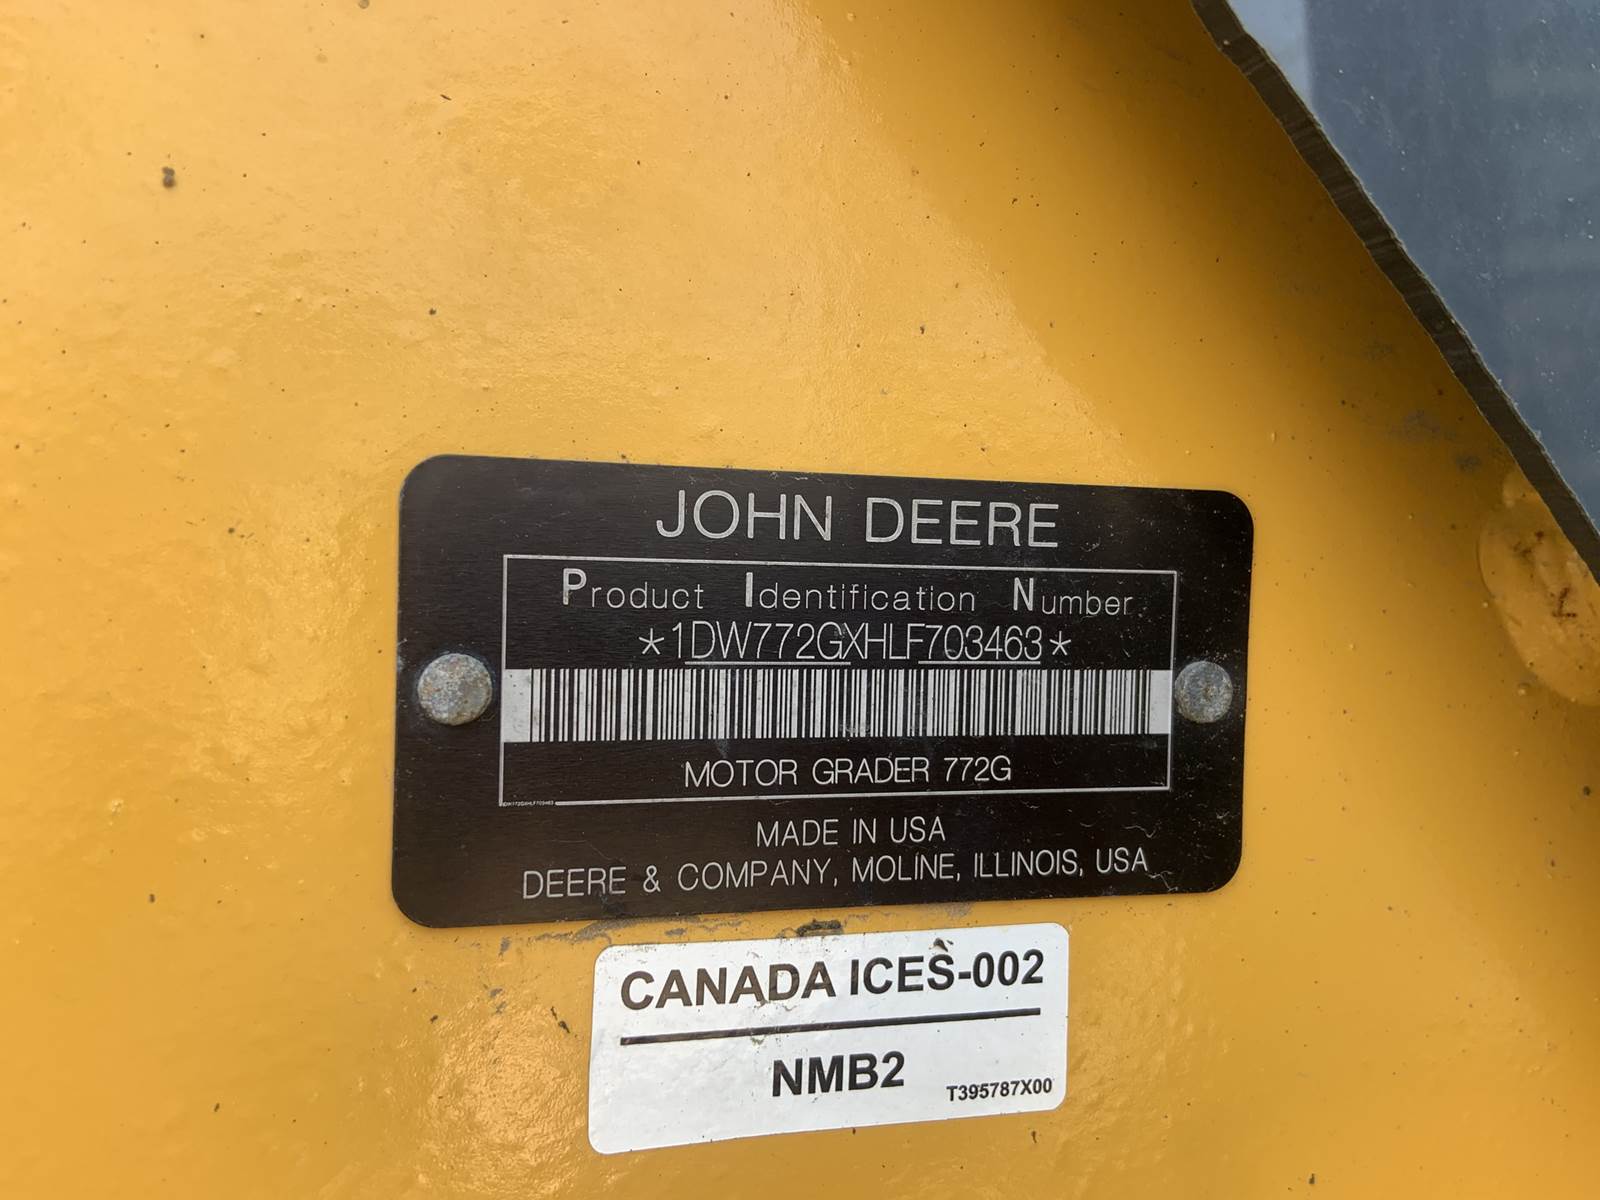 JOHN DEERE
Product Identification Number
*1DW772GXHLF703463*
MOTOR GRADER 772G
1DW772GXHLF703463
MADE IN USA
DEERE & COMPANY, MOLINE, ILLINOIS, USA
CANADA ICES-002
NMB2
T395787X00